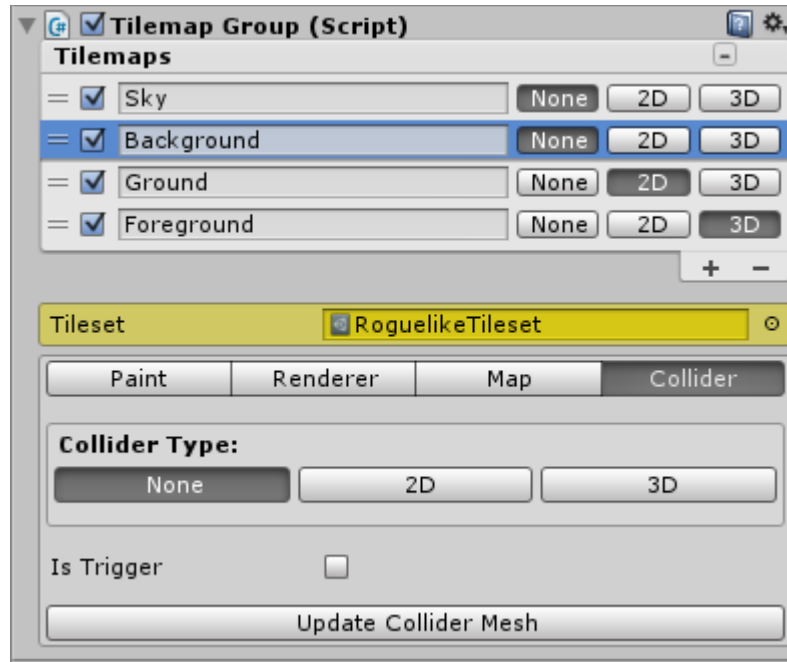 Tilemap Group (Script)
Tilemaps
Sky None 2D 3D
Background None 2D 3D
Ground None 2D 3D
Foreground None 2D 3D
Tileset RoguelikeTileset
Paint Renderer Map Collider
Collider Type:
None 2D 3D
Is Trigger
Update Collider Mesh